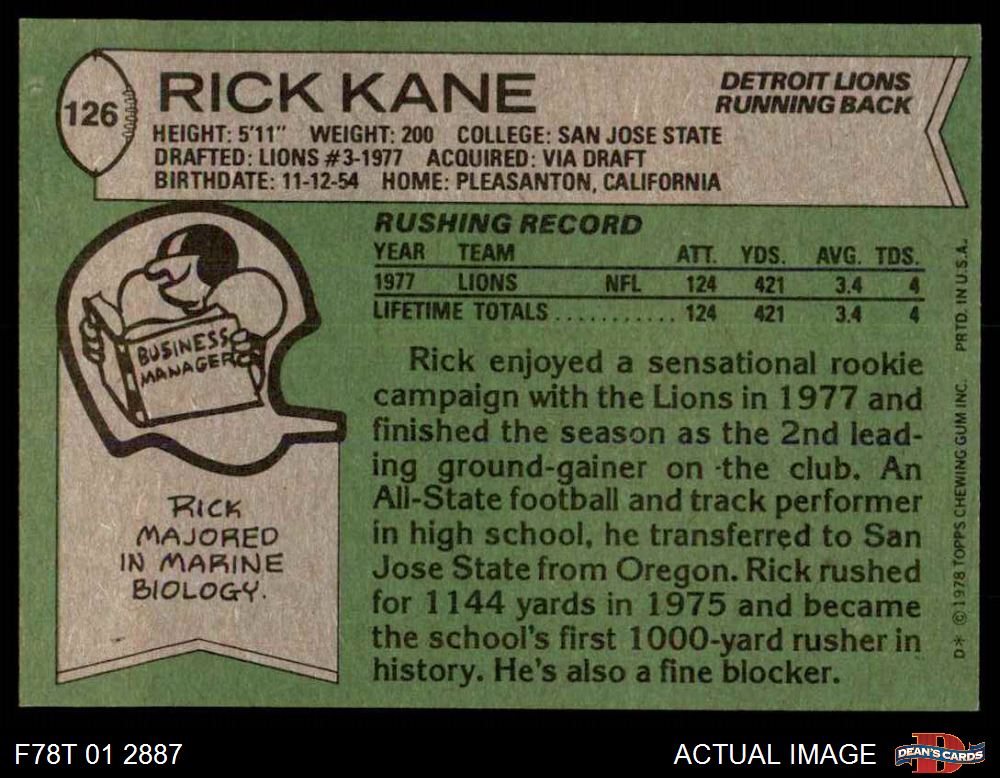 126
RICK KANE
DETROIT LIONS
RUNNING BACK
HEIGHT: 5'11" WEIGHT: 200 COLLEGE: SAN JOSE STATE
DRAFTED: LIONS #3-1977 ACQUIRED: VIA DRAFT
BIRTHDATE: 11-12-54 HOME: PLEASANTON, CALIFORNIA
BUSINESS
MANAGER
RICK
MAJORED
IN MARINE
BIOLOGY.
RUSHING RECORD
YEAR TEAM ATT. YDS. AVG. TDS.
1977 LIONS NFL 124 421 3.4 4
LIFETIME TOTALS........... 124 421 3.4 4
Rick enjoyed a sensational rookie
campaign with the Lions in 1977 and
finished the season as the 2nd lead-
ing ground-gainer on the club. An
All-State football and track performer
in high school, he transferred to San
Jose State from Oregon. Rick rushed
for 1144 yards in 1975 and became
the school's first 1000-yard rusher in
history. He's also a fine blocker.
D* © 1978 TOPPS CHEWING GUM INC. PRTD. IN U.S.A.
F78T 01 2887
ACTUAL IMAGE
D
DEAN'S CARDS